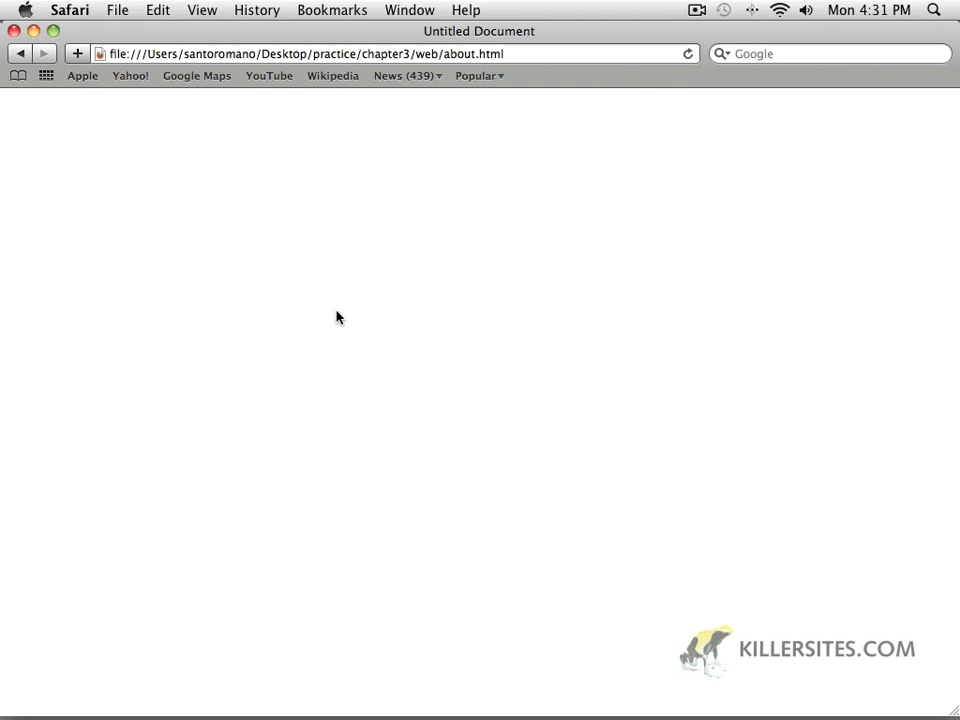 Safari File Edit View History Bookmarks Window Help Mon 4:31 PM
Untitled Document
file:///Users/santoromano/Desktop/practice/chapter3/web/about.html Google
Apple Yahoo! Google Maps YouTube Wikipedia News (439) Popular
KILLERSITES.COM